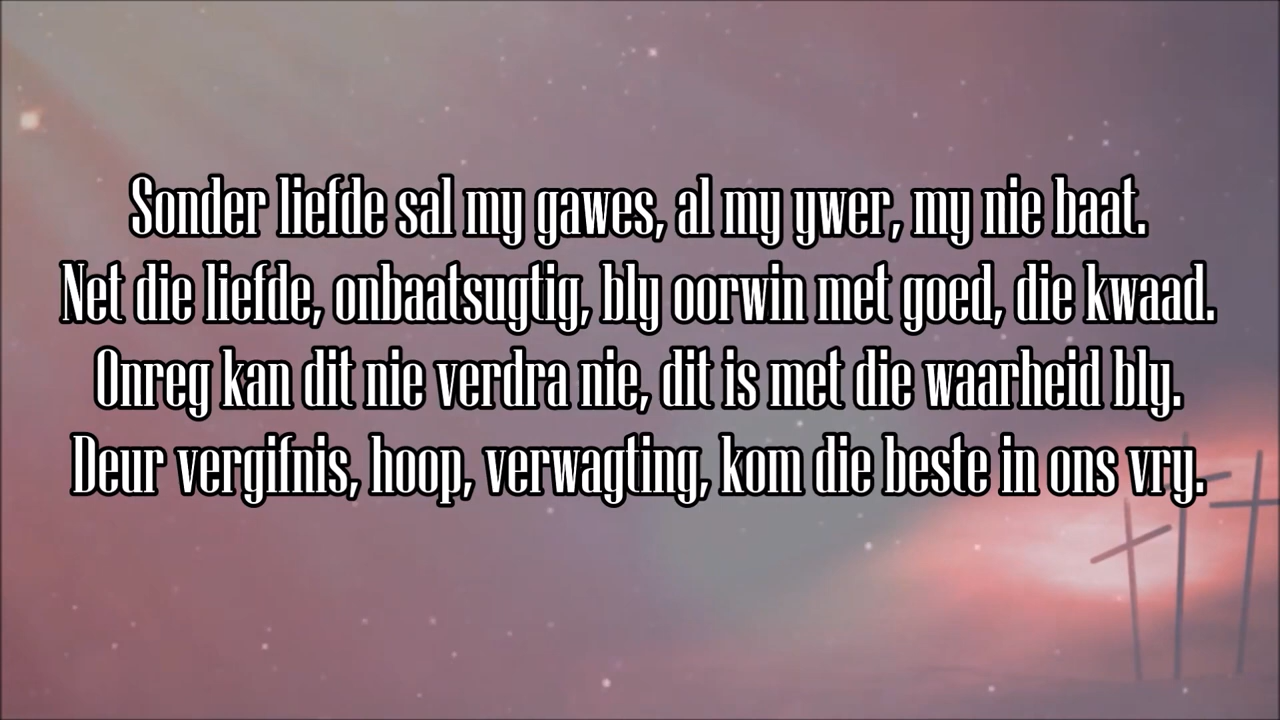 Sonder liefde sal my gawes, al my ywer, my nie baat.
Net die liefde, onbaatsugtig, bly oorwin met goed, die kwaad.
Onreg kan dit nie verdra nie, dit is met die waarheid bly.
Deur vergifnis, hoop, verwagting, kom die beste in ons vry.